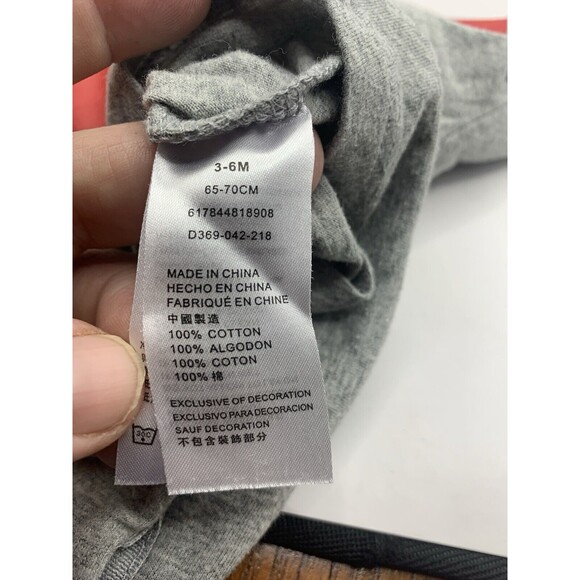 3-6M
65-70CM
617844818908
D369-042-218
MADE IN CHINA
HECHO EN CHINA
FABRIQUÉ EN CHINE
中國製造
100% COTTON
100% ALGODON
100% COTON
100% 棉
EXCLUSIVE OF DECORATION
EXCLUSIVO PARA DECORACION
SAUF DECORATION
不包含裝飾部分
30C